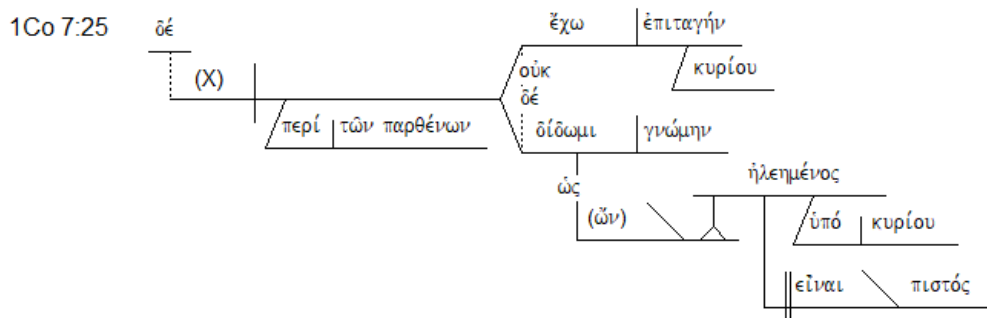 1Co 7:25 δέ ἔχω ἐπιταγήν
(X) οὐκ κυρίου
δέ
περί τῶν παρθένων δίδωμι γνώμην
ὡς ἠλεημένος
(ὤν) ὑπό κυρίου
εἶναι πιστός